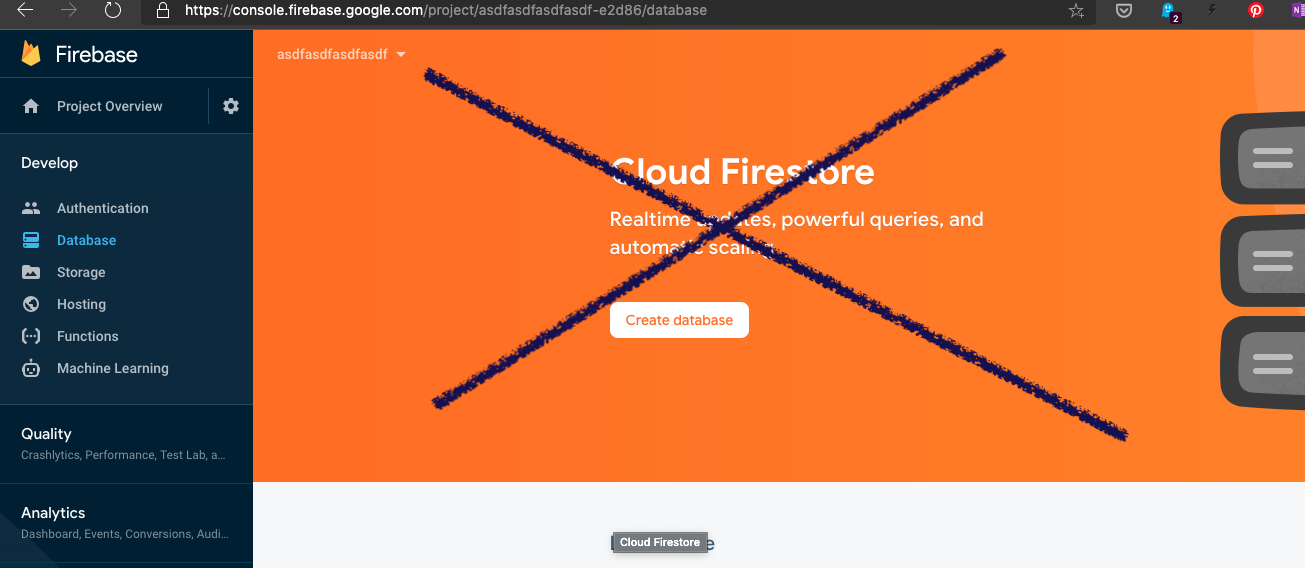 https://console.firebase.google.com/project/asdfasdfasdfasdf-e2d86/database
2
N
Firebase
asdfasdfasdfasdf
Project Overview
Develop
Authentication
Database
Storage
Hosting
Functions
Machine Learning
Cloud Firestore
Realtime updates, powerful queries, and
automatic scaling
Create database
Quality
Crashlytics, Performance, Test Lab, a...
Analytics
Dashboard, Events, Conversions, Audi...
Cloud Firestore